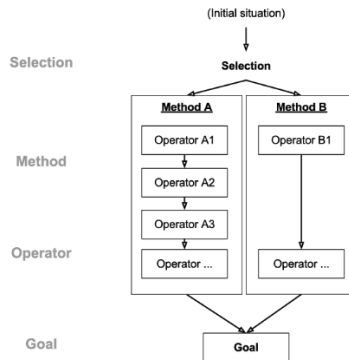 (Initial situation)
Selection
Selection
Method A
Method B
Operator A1
Operator B1
Method
Operator A2
Operator A3
Operator
Operator ...
Operator ...
Goal
Goal